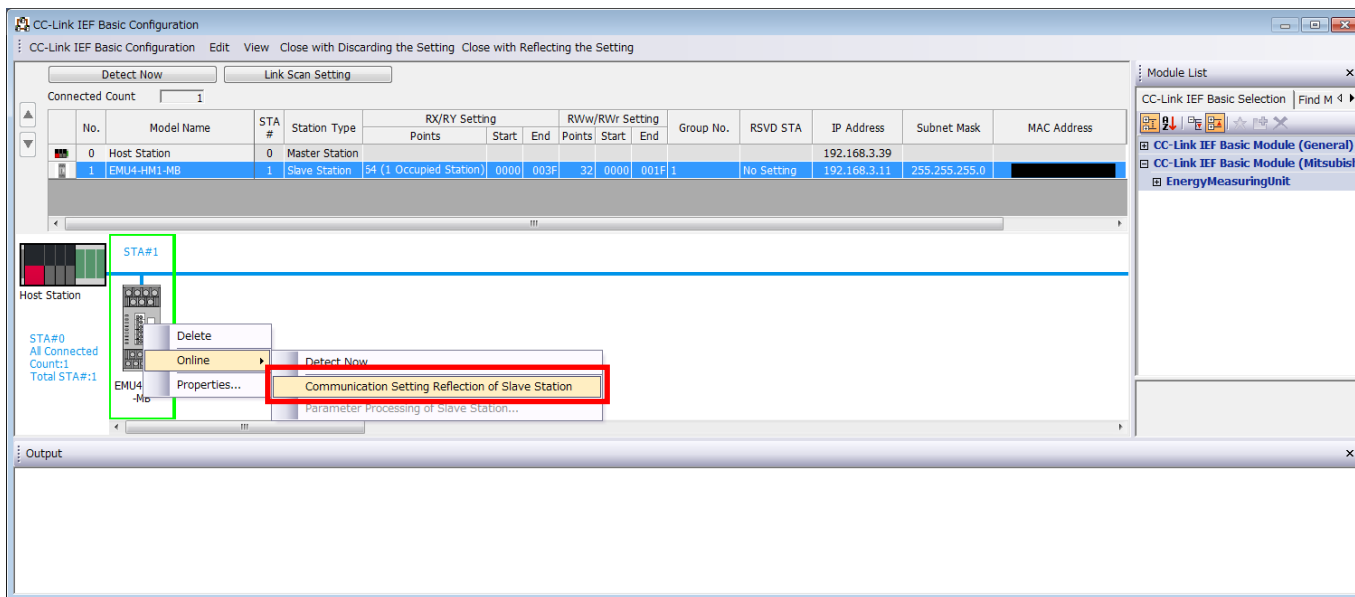 CC-Link IEF Basic Configuration
CC-Link IEF Basic Configuration Edit View Close with Discarding the Setting Close with Reflecting the Setting
Detect Now Link Scan Setting
Connected Count 1
No. Model Name STA # Station Type RX/RY Setting RWw/RWr Setting Group No. RSVD STA IP Address Subnet Mask MAC Address
Points Start End Points Start End
0 Host Station 0 Master Station 192.168.3.39
1 EMU4-HM1-MB 1 Slave Station 54 (1 Occupied Station) 0000 003F 32 0000 001F 1 No Setting 192.168.3.11 255.255.255.0
STA#1
Host Station
STA#0
All Connected
Count:1
Total STA#:1
EMU4
-MB
Delete
Online
Properties...
Detect Now
Communication Setting Reflection of Slave Station
Parameter Processing of Slave Station...
Module List
CC-Link IEF Basic Selection Find M
CC-Link IEF Basic Module (General)
CC-Link IEF Basic Module (Mitsubish
EnergyMeasuringUnit
Output